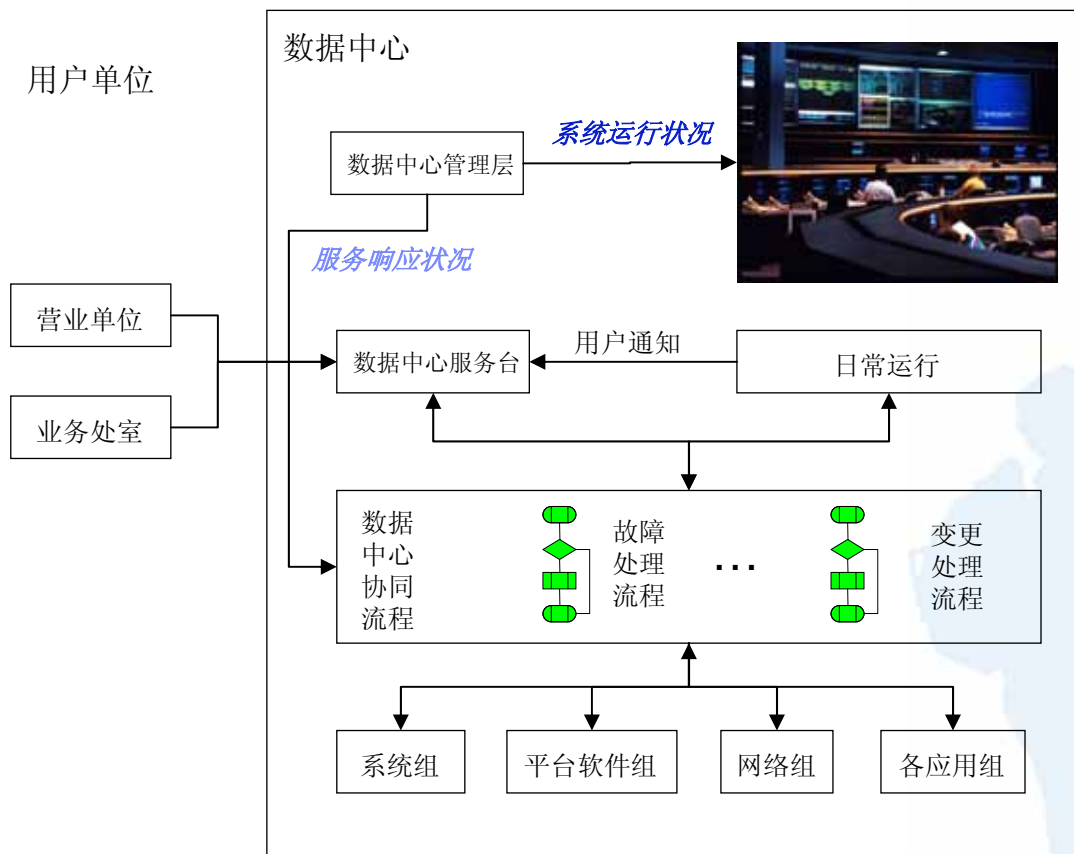 用户单位
数据中心
系统运行状况
数据中心管理层
服务响应状况
营业单位
业务处室
数据中心服务台
用户通知
日常运行
数据
中心
协同
流程
故障
处理
流程
...
变更
处理
流程
系统组
平台软件组
网络组
各应用组